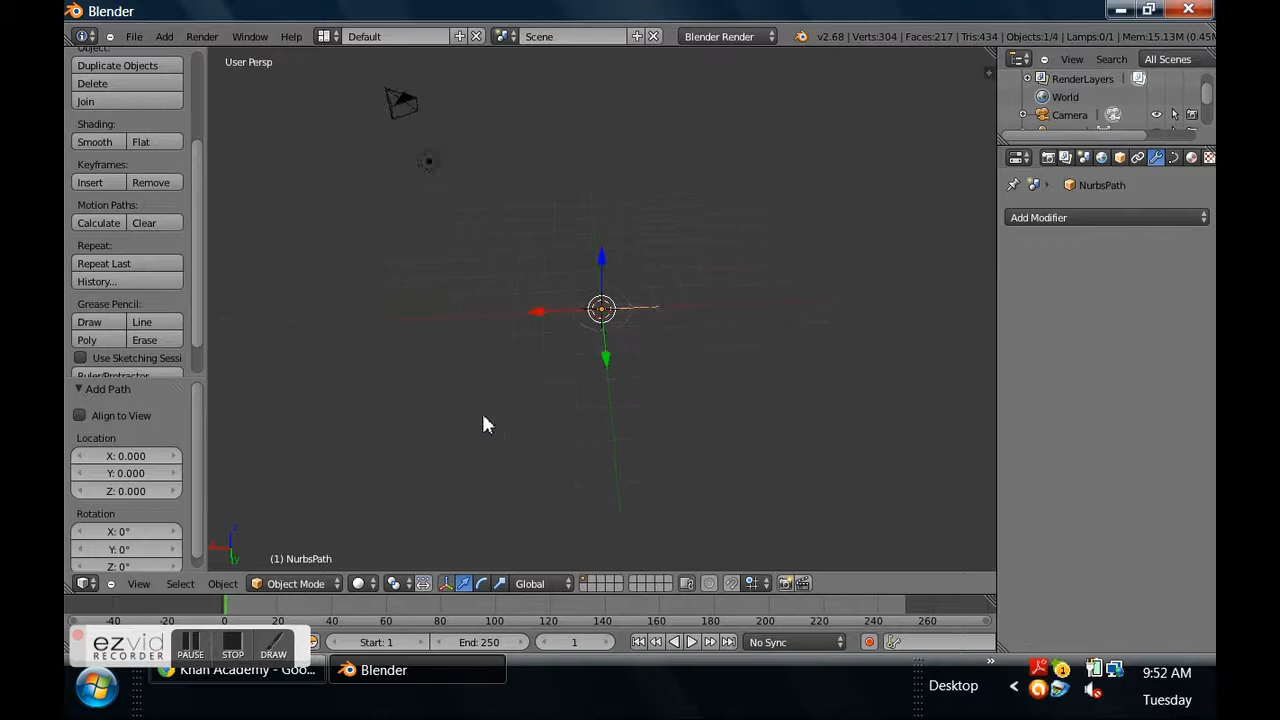 Blender
File Add Render Window Help Default Scene Blender Render v2.68 | Verts:304 | Faces:217 | Tris:434 | Objects:1/4 | Lamps:0/1 | Mem:15.13M (0.45M
Object:
Duplicate Objects
Delete
Join
Shading:
Smooth Flat
Keyframes:
Insert Remove
Motion Paths:
Calculate Clear
Repeat:
Repeat Last
History...
Grease Pencil:
Draw Line
Poly Erase
Use Sketching Sessi
Ruler/Protractor
Add Path
Align to View
Location
X: 0.000
Y: 0.000
Z: 0.000
Rotation
X: 0°
Y: 0°
Z: 0°
User Persp
z
y
(1) NurbsPath
View Search All Scenes
RenderLayers
World
Camera
NurbsPath
Add Modifier
View Select Object Object Mode Global
-40 -20 0 20 40 60 80 100 120 140 160 180 200 220 240 260
Start: 1 End: 250 1 No Sync
ezvid
RECORDER
PAUSE STOP DRAW
Khan Academy - Goo...
Blender
Desktop
1
9:52 AM
Tuesday